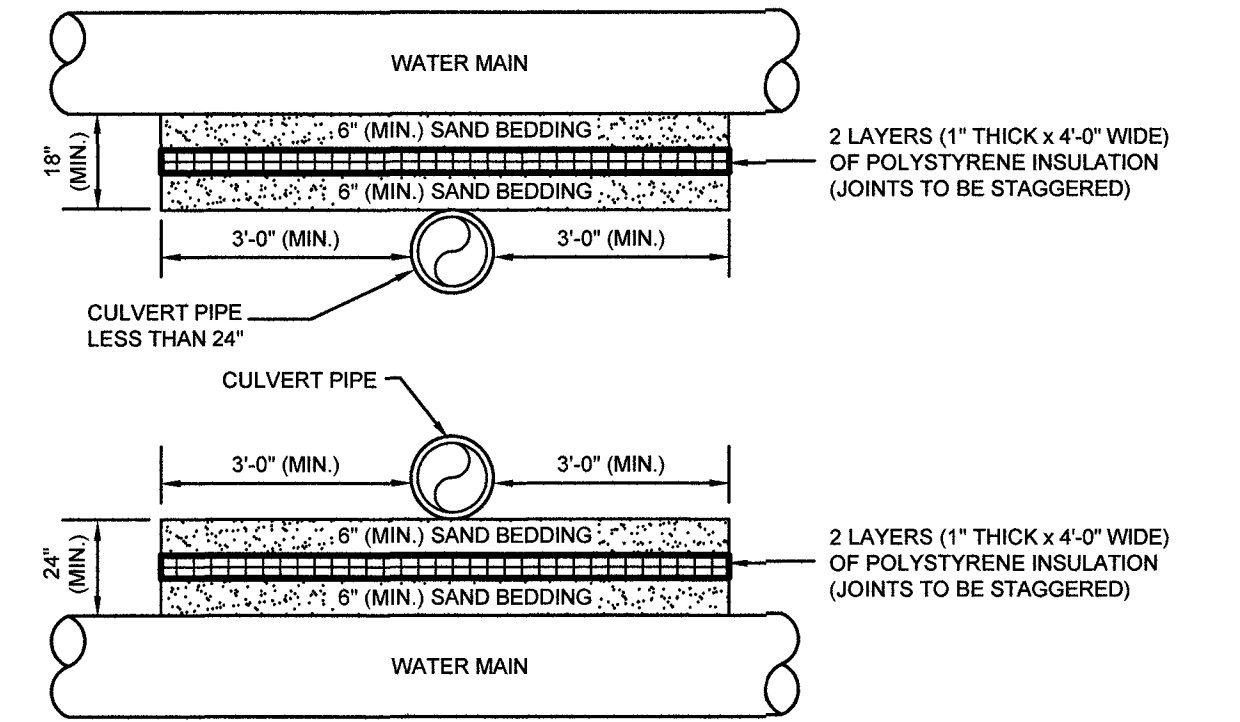 WATER MAIN
6" (MIN.) SAND BEDDING
18"
(MIN.)
2 LAYERS (1" THICK x 4'-0" WIDE)
OF POLYSTYRENE INSULATION
(JOINTS TO BE STAGGERED)
6" (MIN.) SAND BEDDING
3'-0" (MIN.)
3'-0" (MIN.)
CULVERT PIPE
LESS THAN 24"
CULVERT PIPE
3'-0" (MIN.)
3'-0" (MIN.)
6" (MIN.) SAND BEDDING
24"
(MIN.)
2 LAYERS (1" THICK x 4'-0" WIDE)
OF POLYSTYRENE INSULATION
(JOINTS TO BE STAGGERED)
6" (MIN.) SAND BEDDING
WATER MAIN